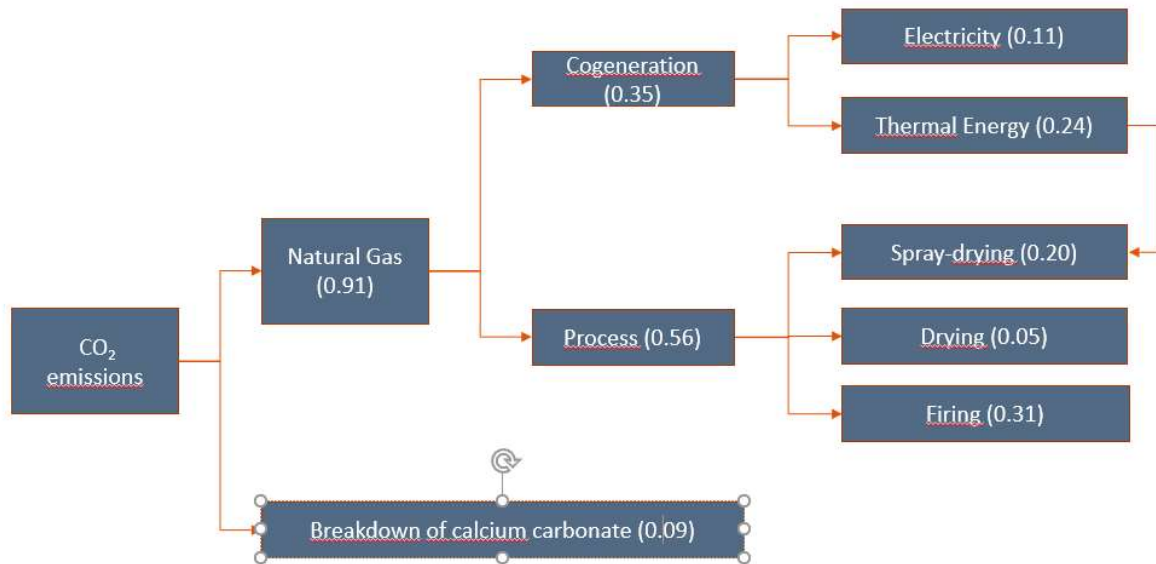 Electricity (0.11)
Cogeneration
(0.35)
Thermal Energy (0.24)
Natural Gas
(0.91)
Spray-drying (0.20)
CO₂
emissions
Process (0.56)
Drying (0.05)
Firing (0.31)
Breakdown of calcium carbonate (0.09)